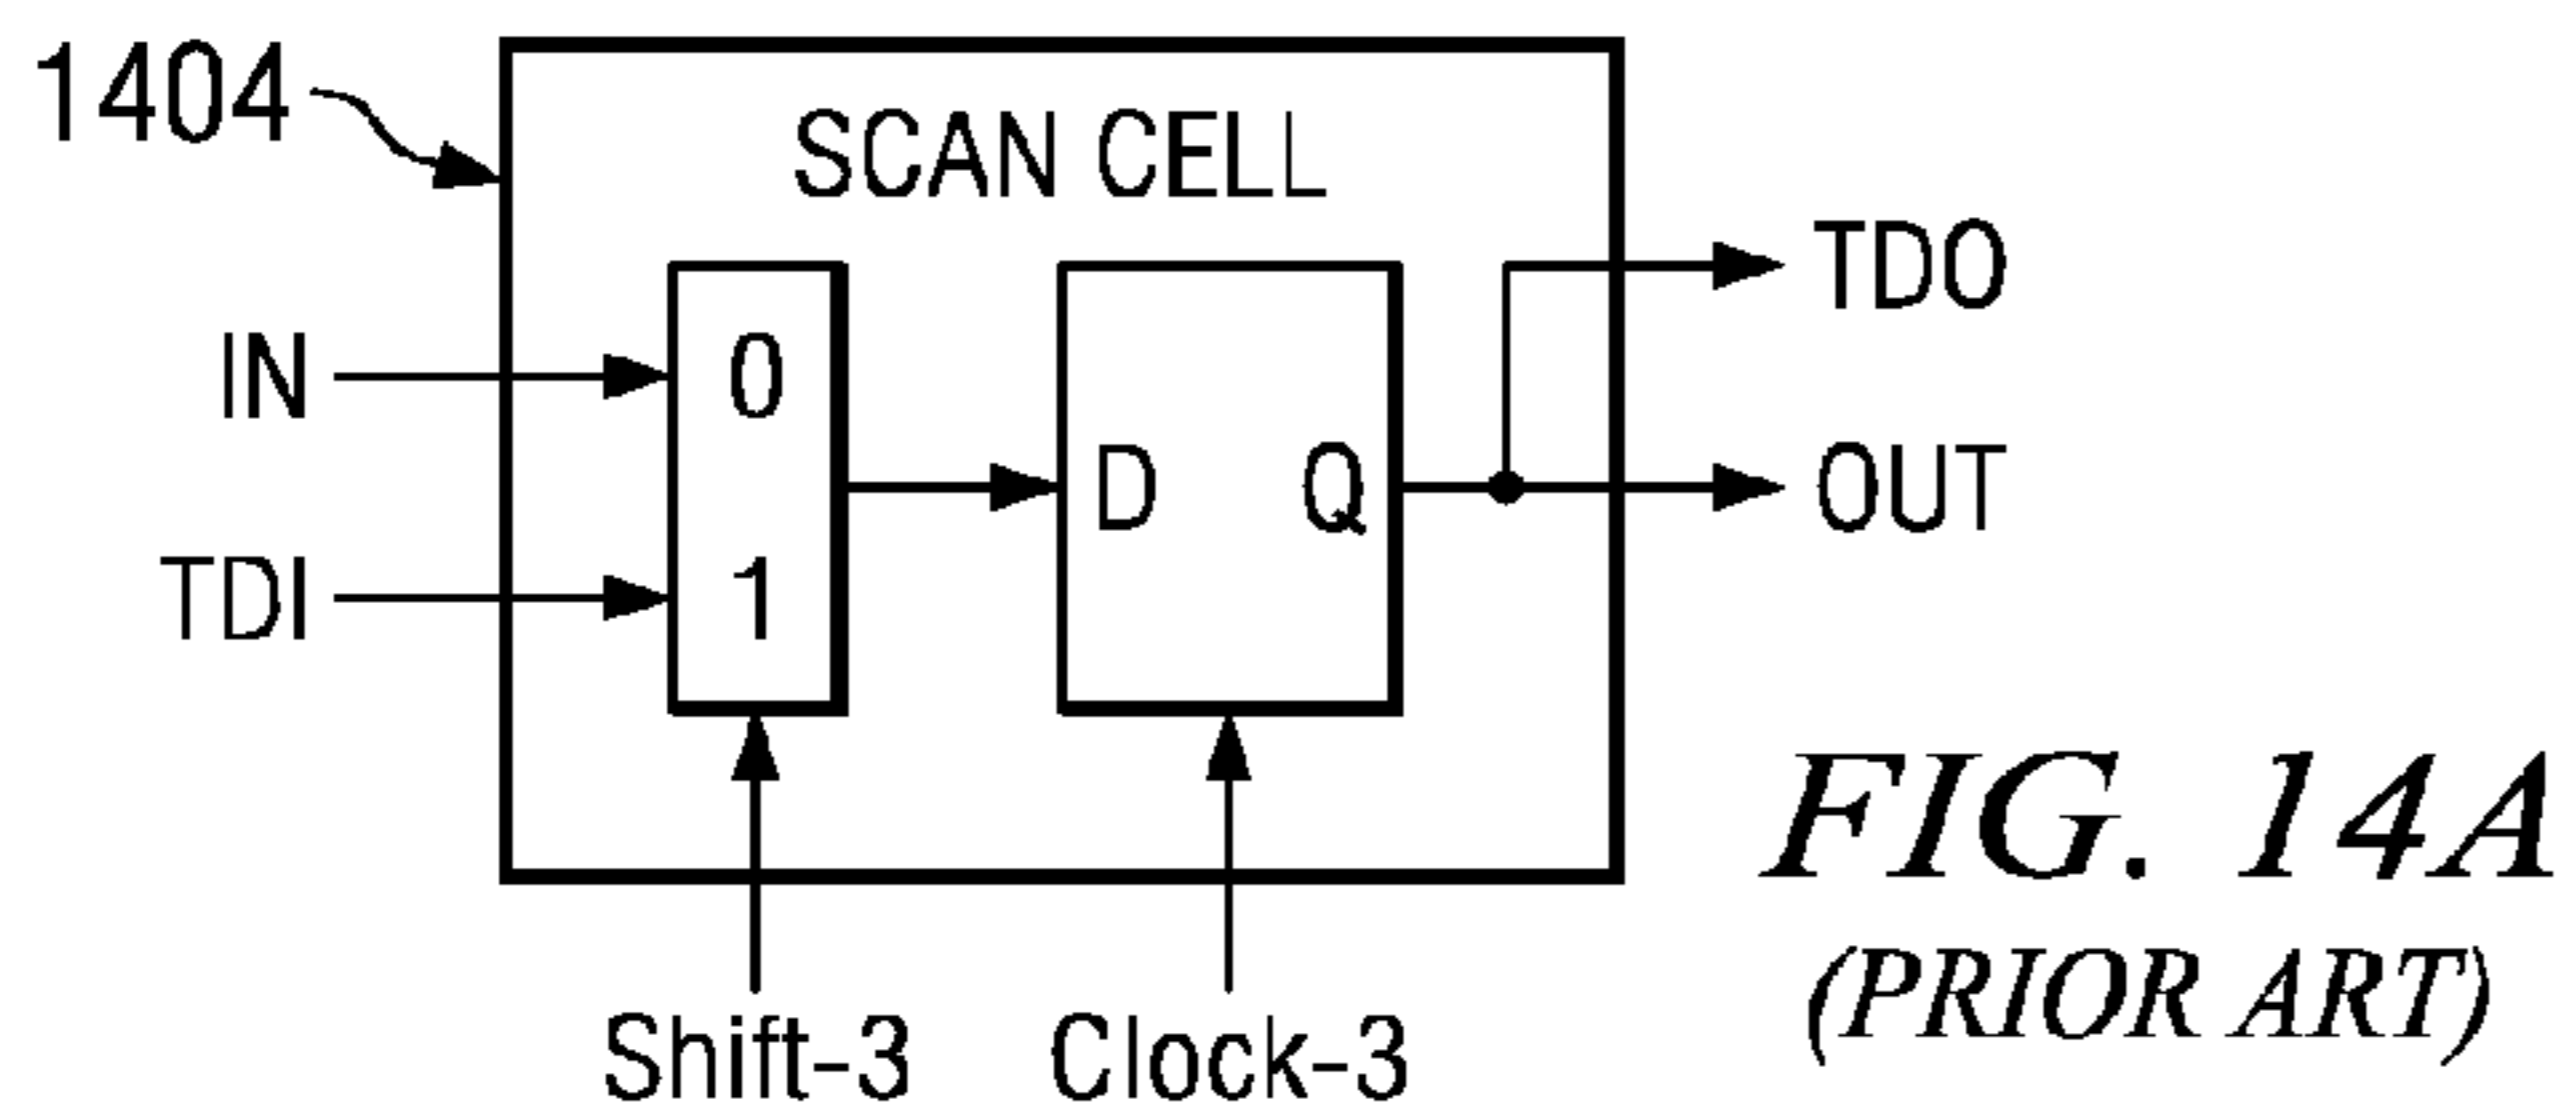 1404
SCAN CELL
TDO
IN
0
D
Q
OUT
TDI
1
Shift-3
Clock-3
FIG. 14A
(PRIOR ART)